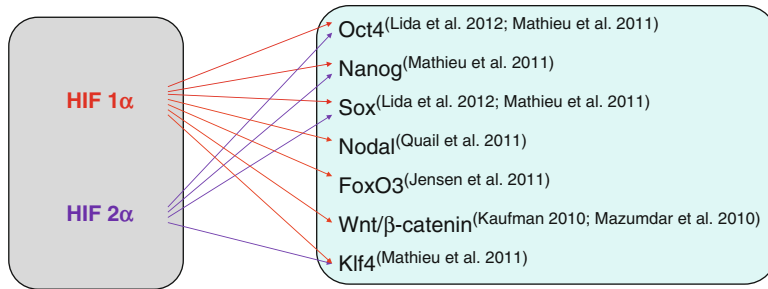 HIF 1α
HIF 2α
Oct4(Lida et al. 2012; Mathieu et al. 2011)
Nanog(Mathieu et al. 2011)
Sox(Lida et al. 2012; Mathieu et al. 2011)
Nodal(Quail et al. 2011)
FoxO3(Jensen et al. 2011)
Wnt/β-catenin(Kaufman 2010; Mazumdar et al. 2010)
Klf4(Mathieu et al. 2011)